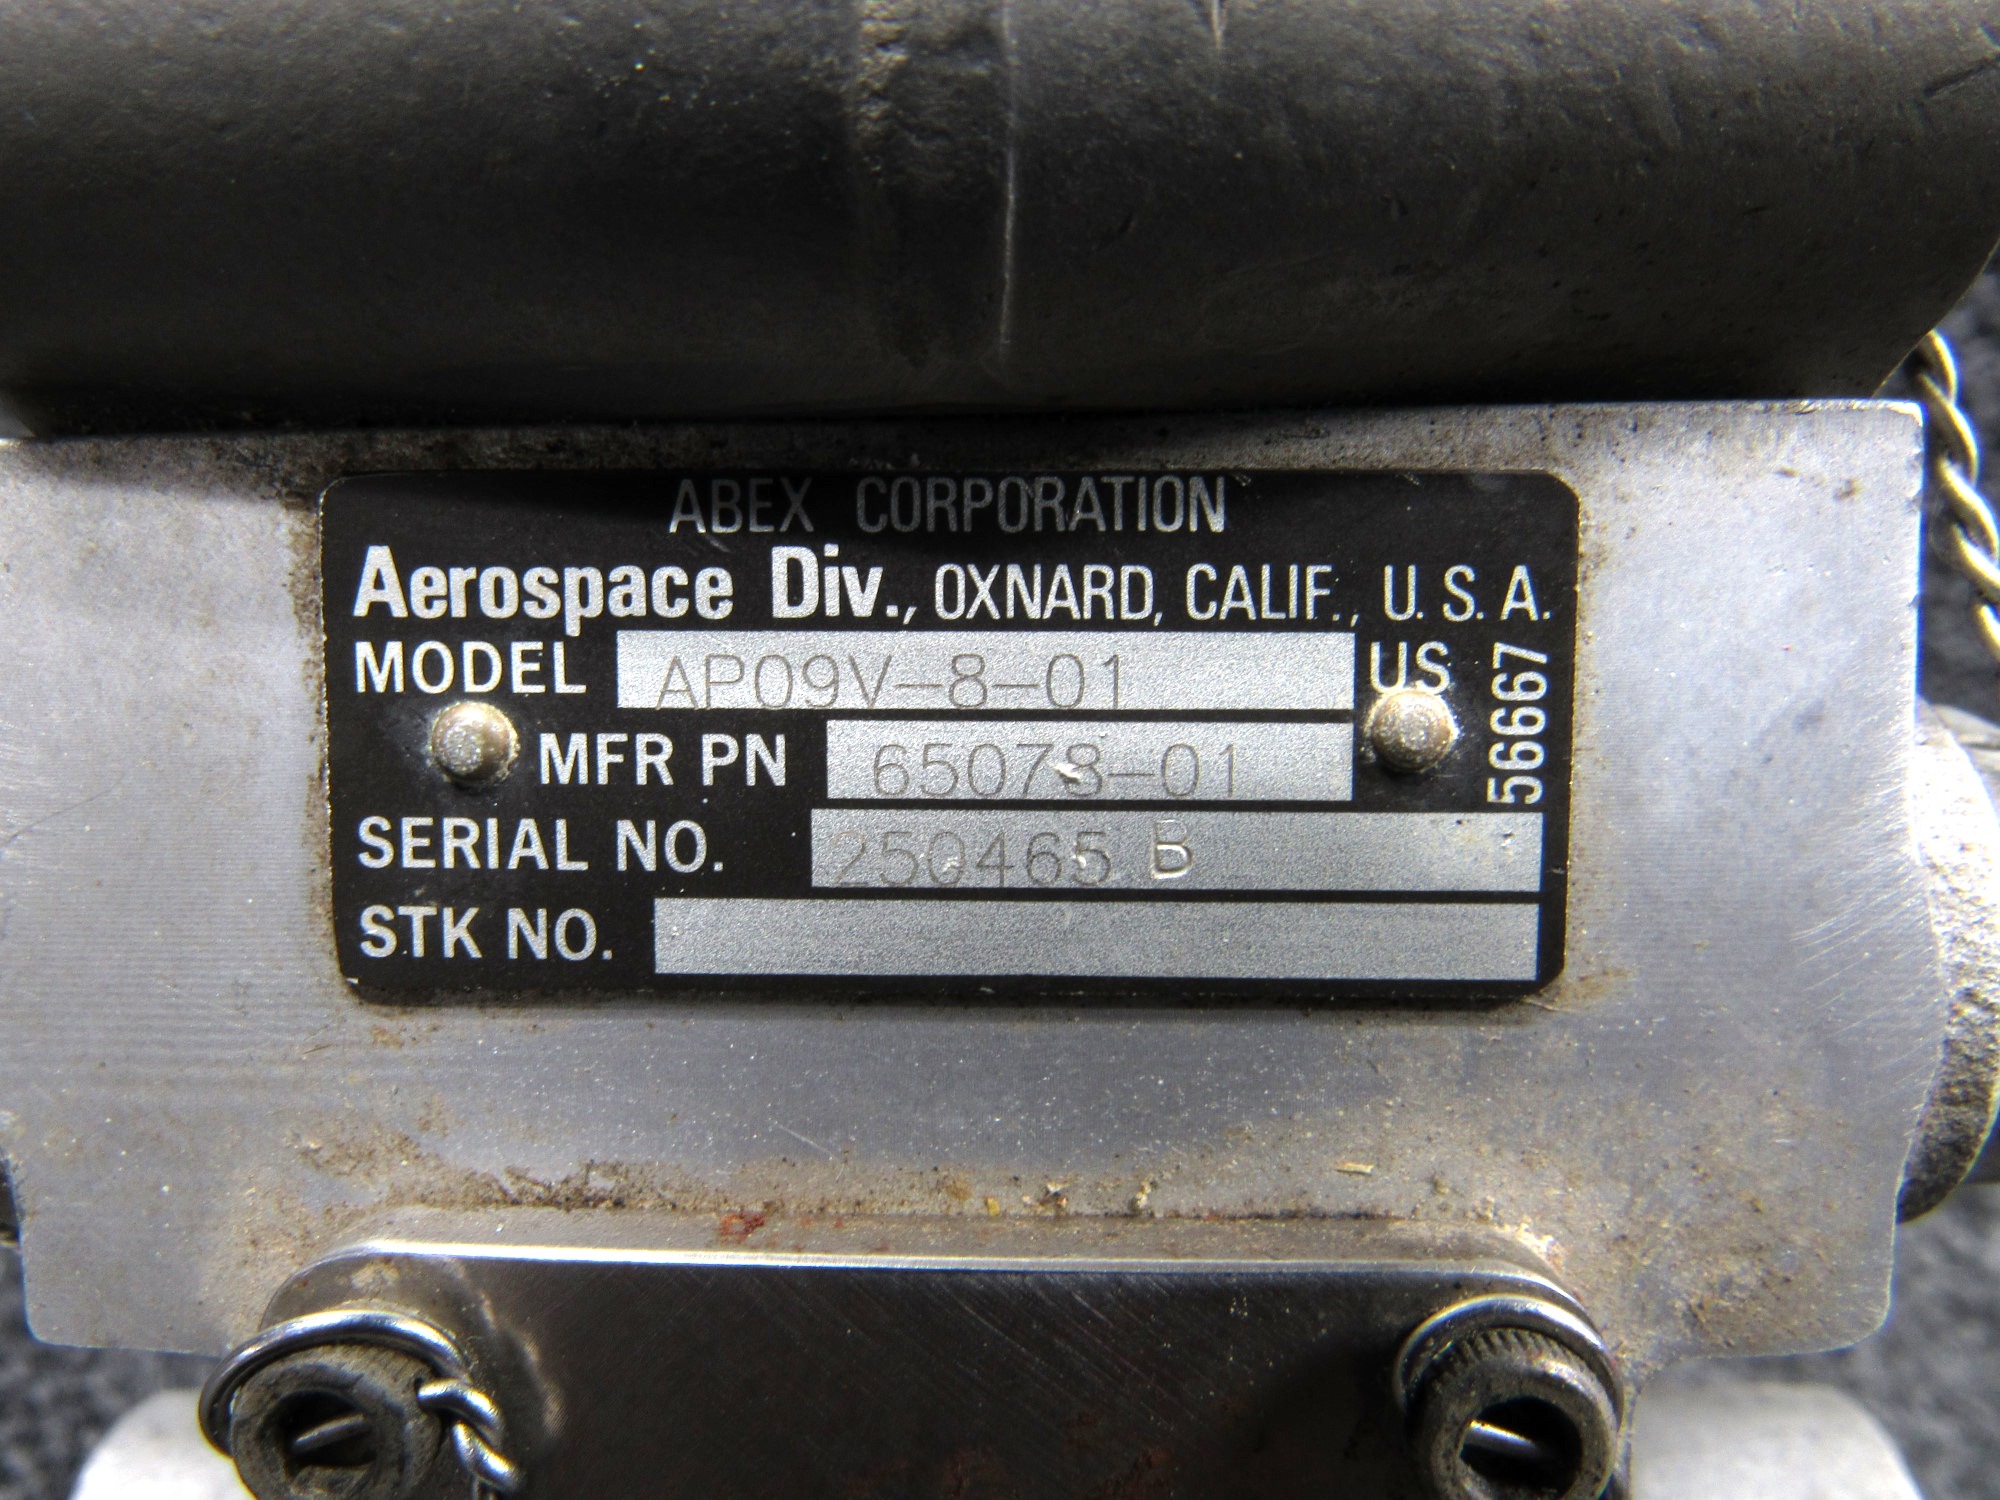 ABEX CORPORATION
Aerospace Div., OXNARD, CALIF., U. S. A.
MODEL AP09V-8-01 US
56667
MFR PN 65078-01
SERIAL NO. 250465 B
STK NO.